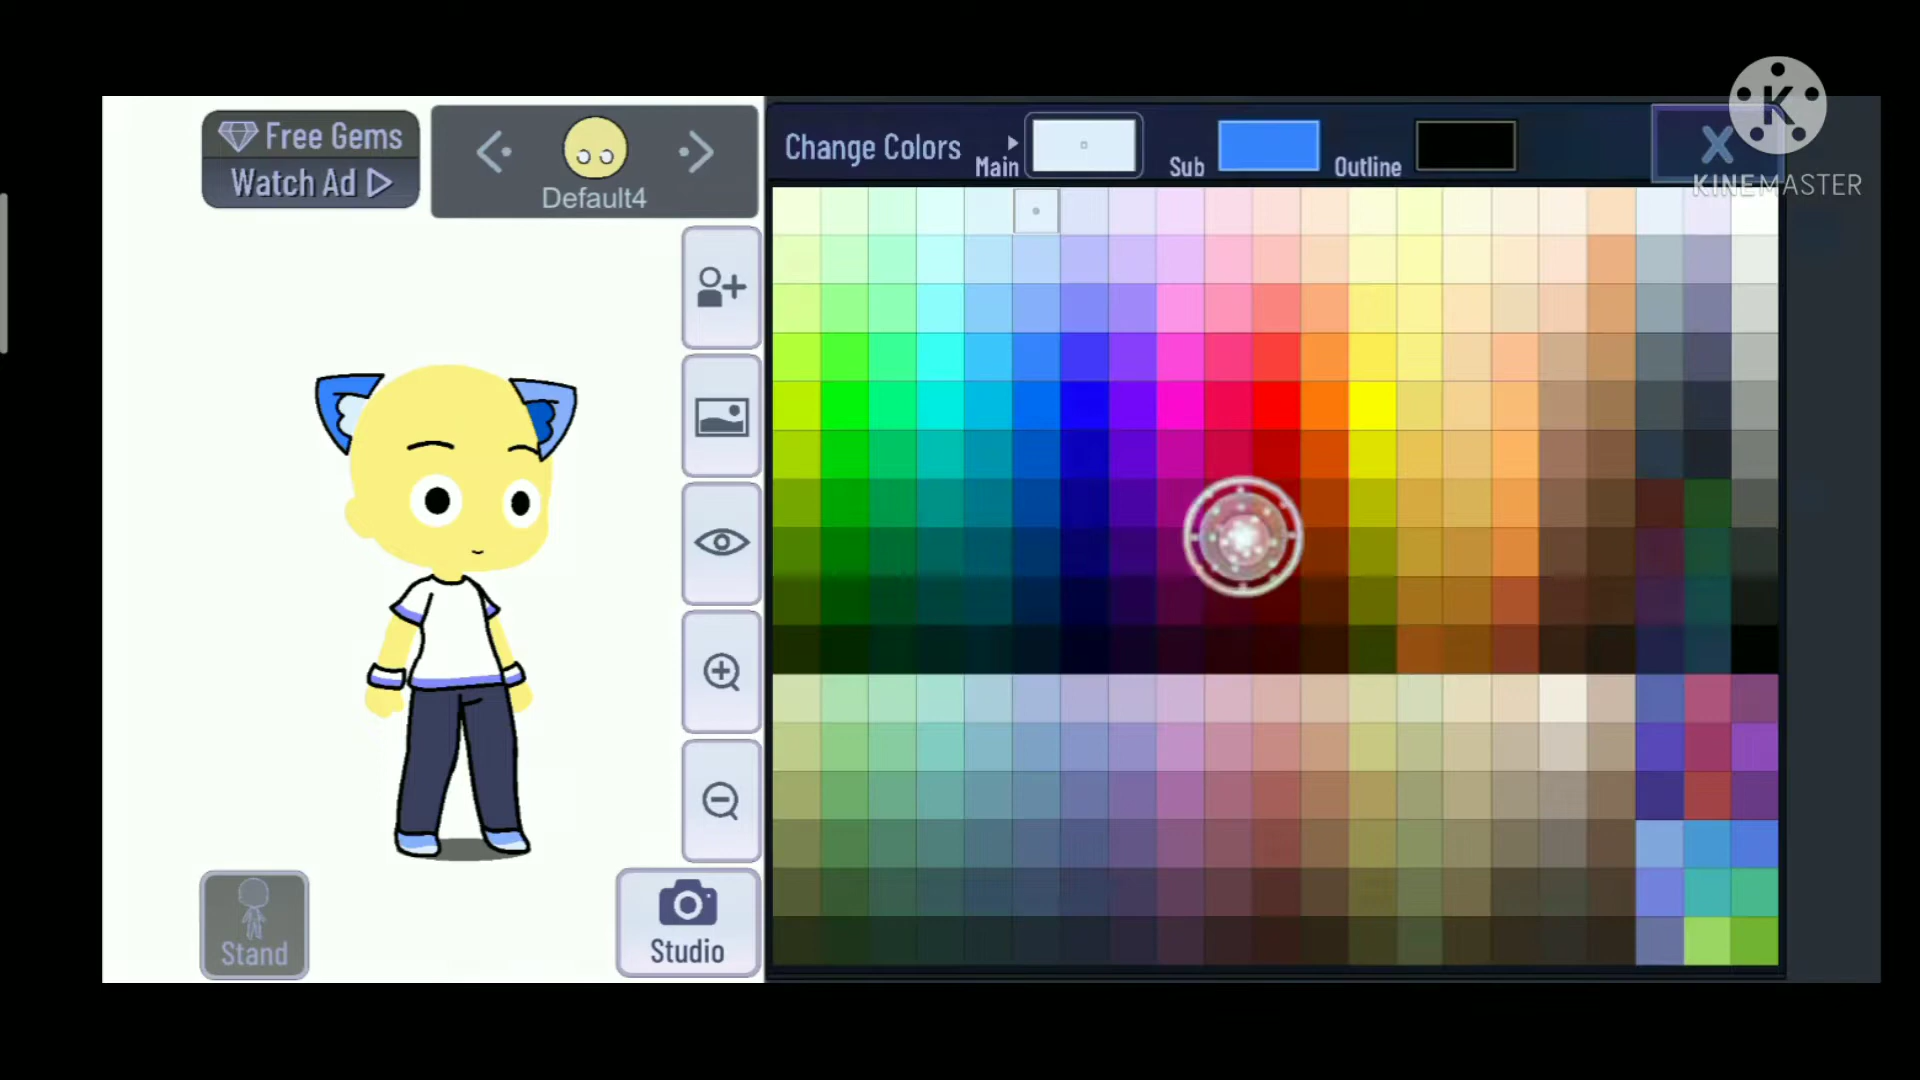 Free Gems
Watch Ad
Default4
Change Colors
Main
Sub
Outline
X
K
KINEMASTER
Stand
Studio